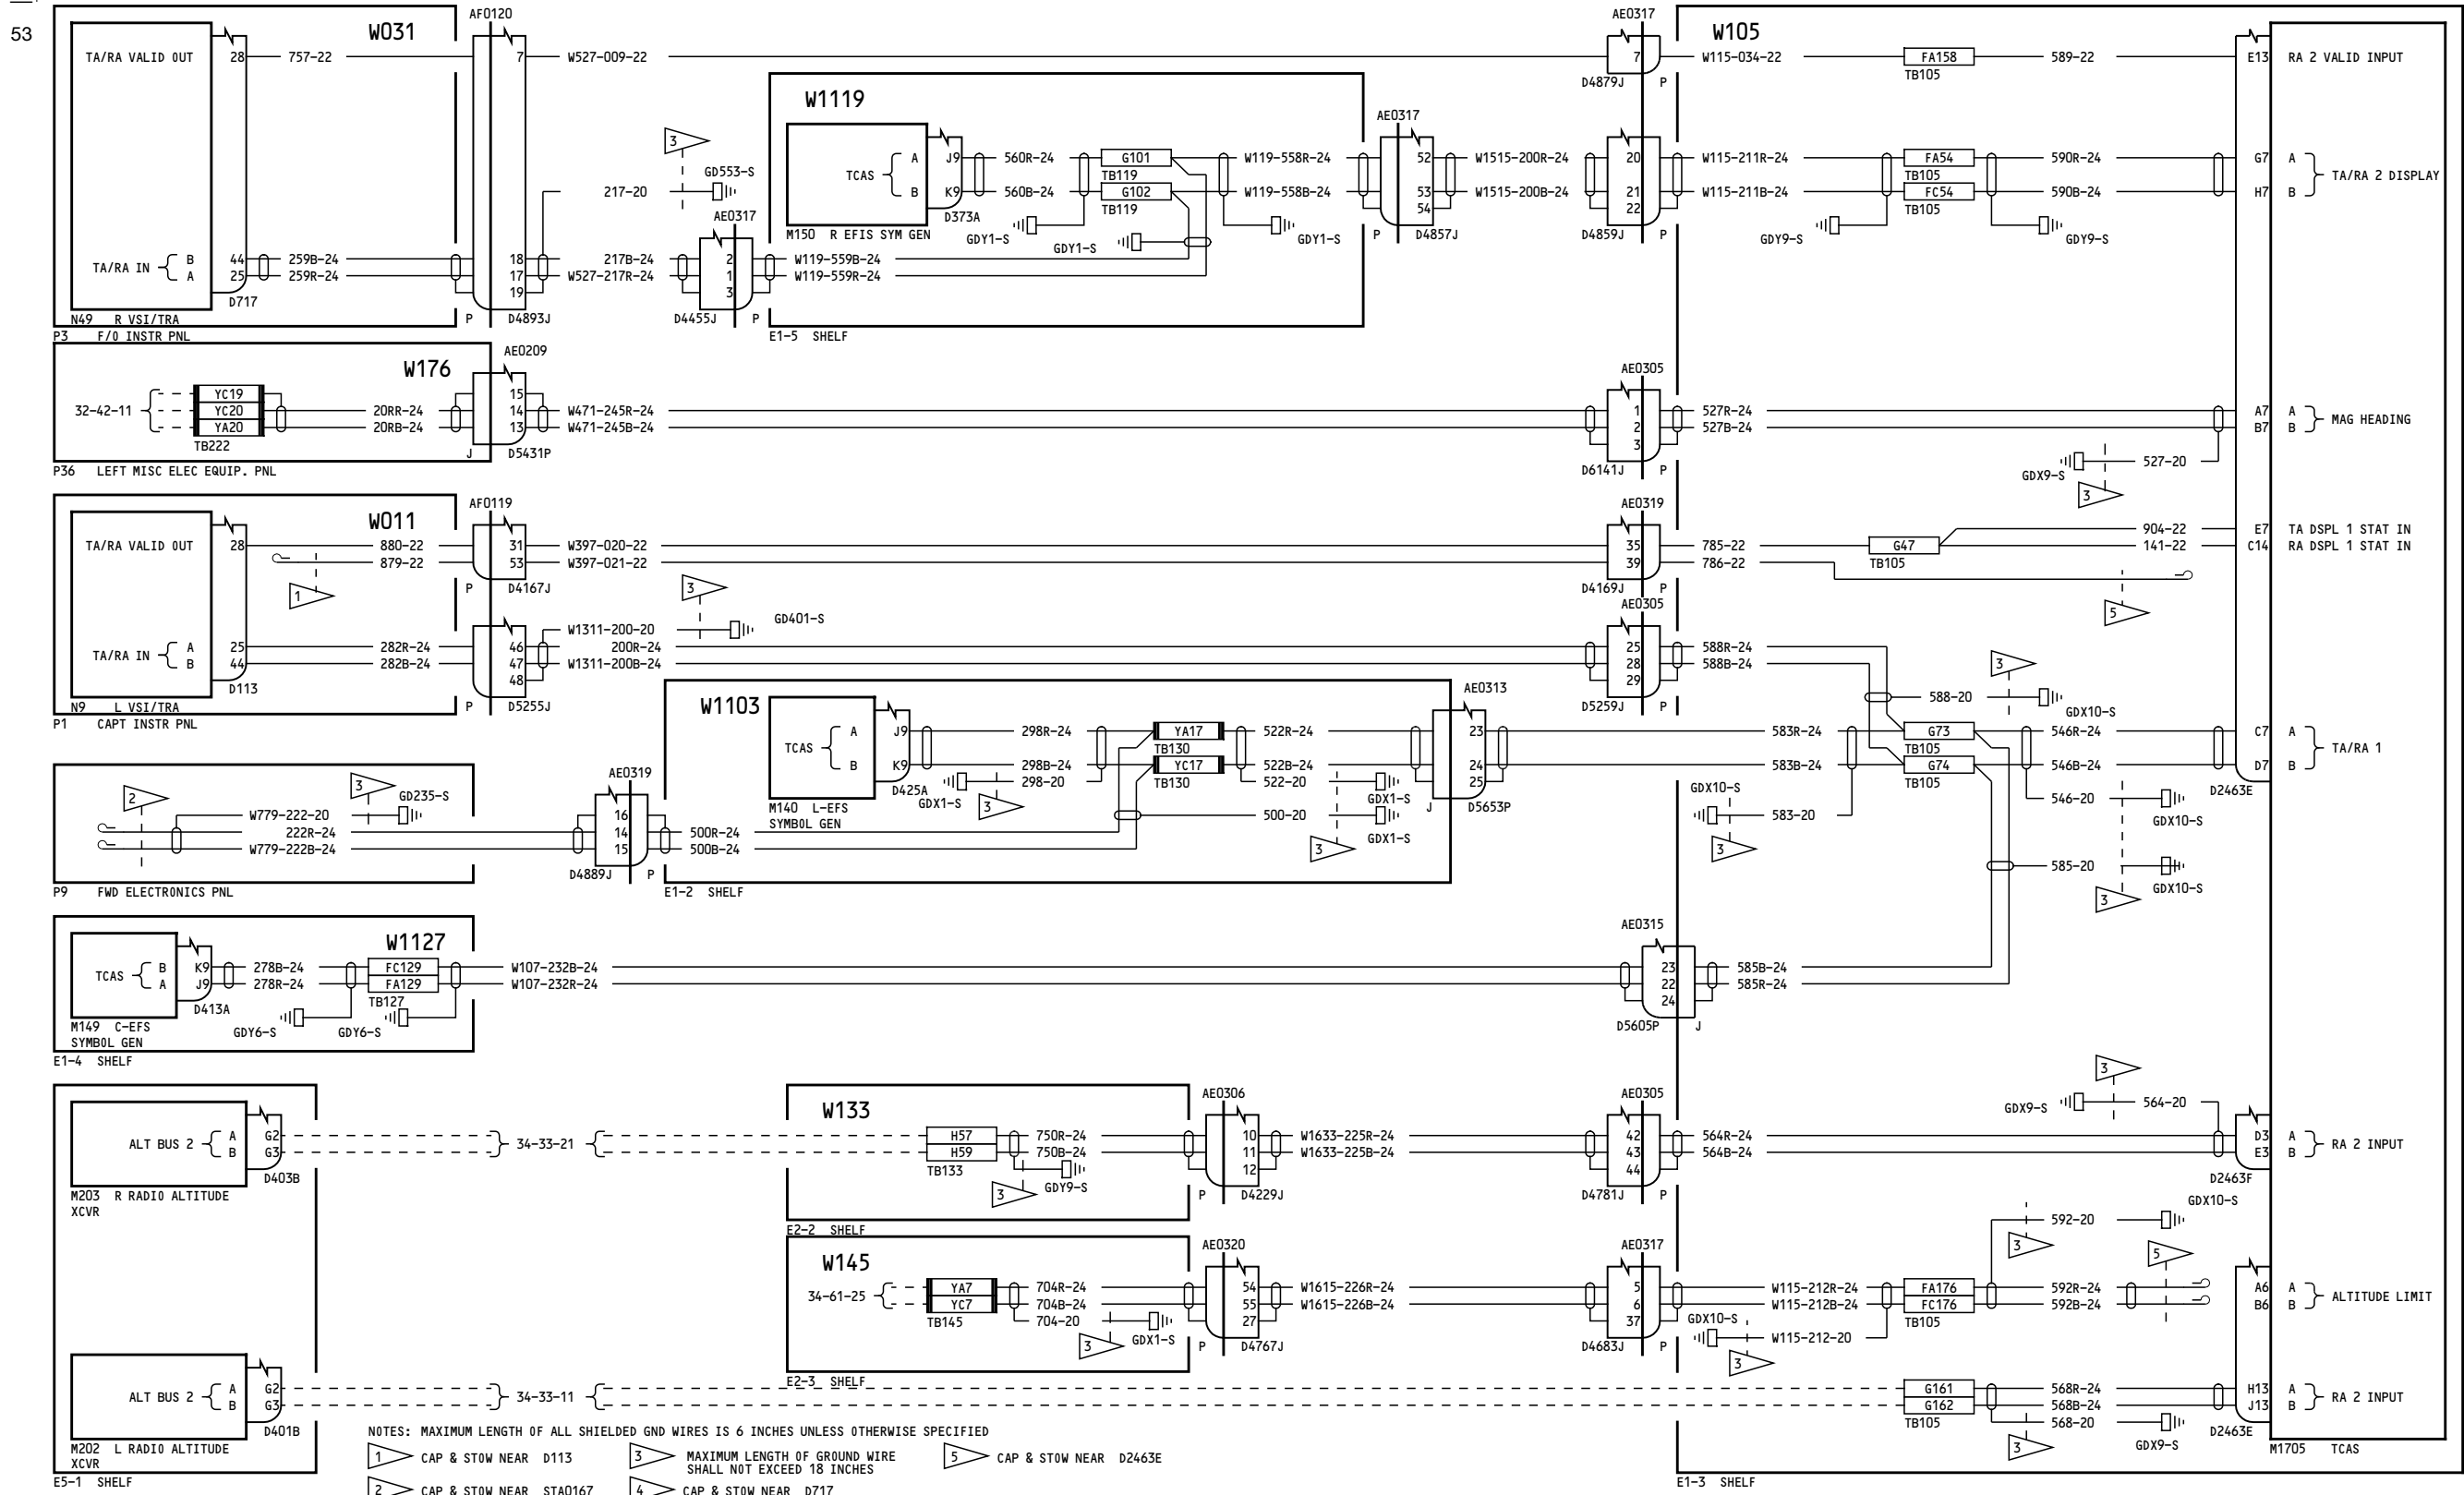 53
W031
AF0120
AE0317
W105
TA/RA VALID OUT
28
757-22
7
W527-009-22
7
W115-034-22
FA158
TB105
589-22
E13
RA 2 VALID INPUT
D4879J
P
W1119
3
GD553-S
217-20
AE0317
TCAS
A
B
J9
K9
D373A
560R-24
560B-24
G101
TB119
G102
TB119
W119-558R-24
W119-558B-24
AE0317
52
53
54
W1515-200R-24
W1515-200B-24
20
21
22
W115-211R-24
W115-211B-24
FA54
TB105
FC54
TB105
590R-24
590B-24
G7
H7
A
B
TA/RA 2 DISPLAY
M150 R EFIS SYM GEN
GDY1-S
GDY1-S
GDY1-S
P
D4857J
D4859J
P
GDY9-S
GDY9-S
TA/RA IN
B
A
44
25
259B-24
259R-24
18
17
19
217B-24
W527-217R-24
2
1
3
W119-559B-24
W119-559R-24
D717
N49 R VSI/TRA
P
D4893J
D4455J
P
P3 F/O INSTR PNL
E1-5 SHELF
W176
AE0209
AE0305
32-42-11
YC19
YC20
YA20
TB222
20RR-24
20RB-24
15
14
13
W471-245R-24
W471-245B-24
1
2
3
527R-24
527B-24
A7
B7
A
B
MAG HEADING
J
D5431P
D6141J
P
GDX9-S
527-20
3
P36 LEFT MISC ELEC EQUIP. PNL
W011
AF0119
AE0319
TA/RA VALID OUT
28
880-22
879-22
31
53
W397-020-22
W397-021-22
35
39
785-22
786-22
G47
TB105
904-22
141-22
E7
C14
TA DSPL 1 STAT IN
RA DSPL 1 STAT IN
1
P
D4167J
3
D4169J
P
5
AE0305
W1311-200-20
GD401-S
TA/RA IN
A
B
25
44
282R-24
282B-24
46
47
48
200R-24
W1311-200B-24
25
28
29
588R-24
588B-24
3
588-20
GDX10-S
D113
N9 L VSI/TRA
P
D5255J
D5259J
P
P1 CAPT INSTR PNL
W1103
AE0313
TCAS
A
B
J9
K9
D425A
298R-24
298B-24
298-20
YA17
TB130
YC17
TB130
522R-24
522B-24
522-20
23
24
25
583R-24
583B-24
G73
TB105
G74
TB105
546R-24
546B-24
C7
D7
A
B
TA/RA 1
D2463E
GDX1-S
3
GDX1-S
J
D5653P
GDX10-S
583-20
3
546-20
GDX10-S
M140 L-EFS
SYMBOL GEN
500-20
GDX1-S
3
2
3
GD235-S
AE0319
W779-222-20
222R-24
W779-222B-24
16
14
15
500R-24
500B-24
585-20
GDX10-S
3
D4889J
P
P9 FWD ELECTRONICS PNL
E1-2 SHELF
W1127
AE0315
TCAS
B
A
K9
J9
D413A
278B-24
278R-24
FC129
FA129
TB127
W107-232B-24
W107-232R-24
23
22
24
585B-24
585R-24
GDY6-S
GDY6-S
D5605P
J
M149 C-EFS
SYMBOL GEN
E1-4 SHELF
W133
AE0306
AE0305
3
GDX9-S
564-20
ALT BUS 2
A
B
G2
G3
D403B
34-33-21
H57
H59
TB133
750R-24
750B-24
10
11
12
W1633-225R-24
W1633-225B-24
42
43
44
564R-24
564B-24
D3
E3
A
B
RA 2 INPUT
D2463F
3
GDY9-S
P
D4229J
D4781J
P
M203 R RADIO ALTITUDE
XCVR
E2-2 SHELF
GDX10-S
592-20
3
5
W145
AE0320
AE0317
34-61-25
YA7
YC7
TB145
704R-24
704B-24
704-20
54
55
27
W1615-226R-24
W1615-226B-24
5
6
37
W115-212R-24
W115-212B-24
FA176
FC176
TB105
592R-24
592B-24
A6
B6
A
B
ALTITUDE LIMIT
3
GDX1-S
P
D4767J
D4683J
P
GDX10-S
W115-212-20
3
E2-3 SHELF
ALT BUS 2
A
B
G2
G3
D401B
34-33-11
G161
G162
TB105
568R-24
568B-24
568-20
H13
J13
A
B
RA 2 INPUT
D2463E
3
GDX9-S
M202 L RADIO ALTITUDE
XCVR
E5-1 SHELF
M1705 TCAS
E1-3 SHELF
NOTES: MAXIMUM LENGTH OF ALL SHIELDED GND WIRES IS 6 INCHES UNLESS OTHERWISE SPECIFIED
1 CAP & STOW NEAR D113
3 MAXIMUM LENGTH OF GROUND WIRE
SHALL NOT EXCEED 18 INCHES
5 CAP & STOW NEAR D2463E
2 CAP & STOW NEAR STA0167
4 CAP & STOW NEAR D717